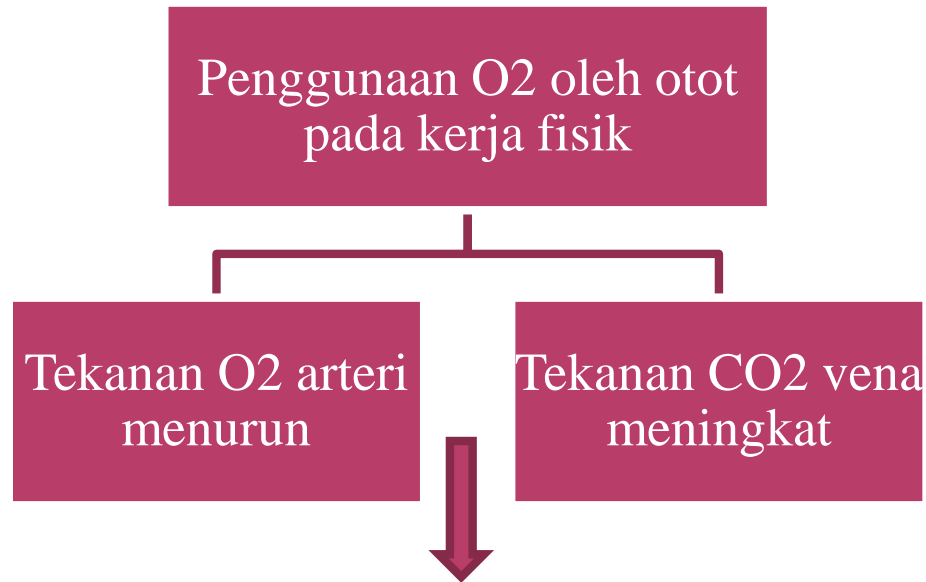 Penggunaan O2 oleh otot
pada kerja fisik
Tekanan O2 arteri
menurun
Tekanan CO2 vena
meningkat